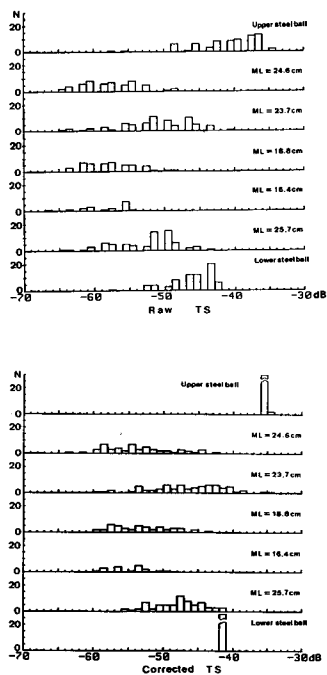 N
20
0
Upper steel ball
20
0
ML = 24.6cm
20
0
ML = 23.7cm
20
0
ML = 18.8cm
20
0
ML = 16.4cm
20
0
ML = 25.7cm
20
0
Lower steel ball
-70 -60 -50 -40 -30dB
Raw TS
N
20
0
Upper steel ball
20
0
ML = 24.6cm
20
0
ML = 23.7cm
20
0
ML = 18.8cm
20
0
ML = 16.4cm
20
0
ML = 25.7cm
20
0
Lower steel ball
-70 -60 -50 -40 -30dB
Corrected TS